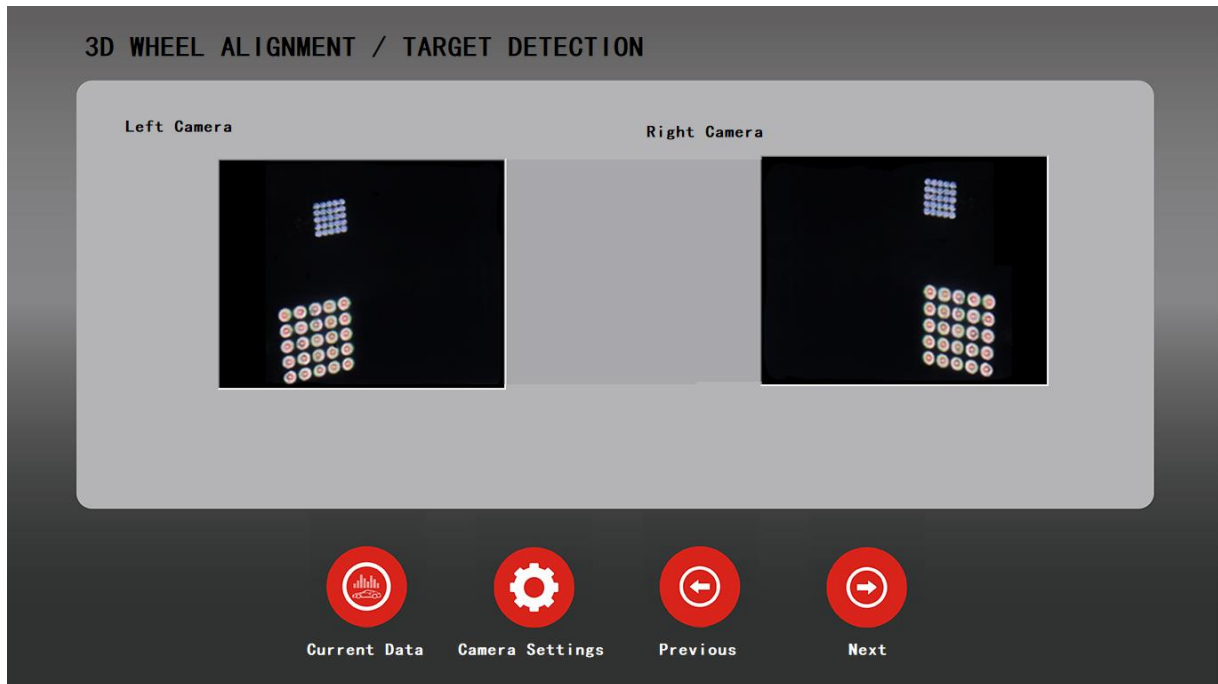 3D WHEEL ALIGNMENT / TARGET DETECTION
Left Camera
Right Camera
Current Data
Camera Settings
Previous
Next